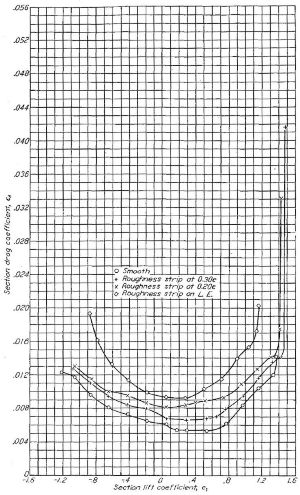 .056
.052
.048
.044
.040
.036
.032
.028
.024
.020
.016
.012
.008
.004
0
Section drag coefficient, cd
Smooth
Roughness strip at 0.30c
Roughness strip at 0.20c
Roughness strip on L.E.
-1.6 -1.2 -.8 -.4 0 .4 .8 1.2 1.6
Section lift coefficient, cl